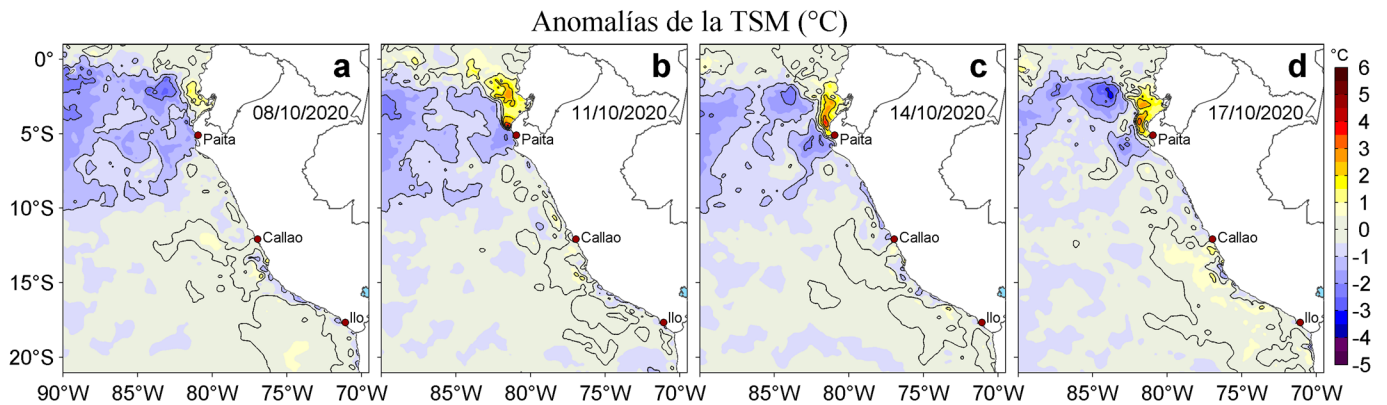 Anomalías de la TSM (°C)
a
08/10/2020
Paita
Callao
Ilo
b
11/10/2020
Paita
Callao
Ilo
c
14/10/2020
Paita
Callao
Ilo
d
17/10/2020
Paita
Callao
Ilo
0°
5°S
10°S
15°S
20°S
90°W 85°W 80°W 75°W 70°W
85°W 80°W 75°W 70°W
85°W 80°W 75°W 70°W
85°W 80°W 75°W 70°W
°C
6
5
4
3
2
1
0
-1
-2
-3
-4
-5